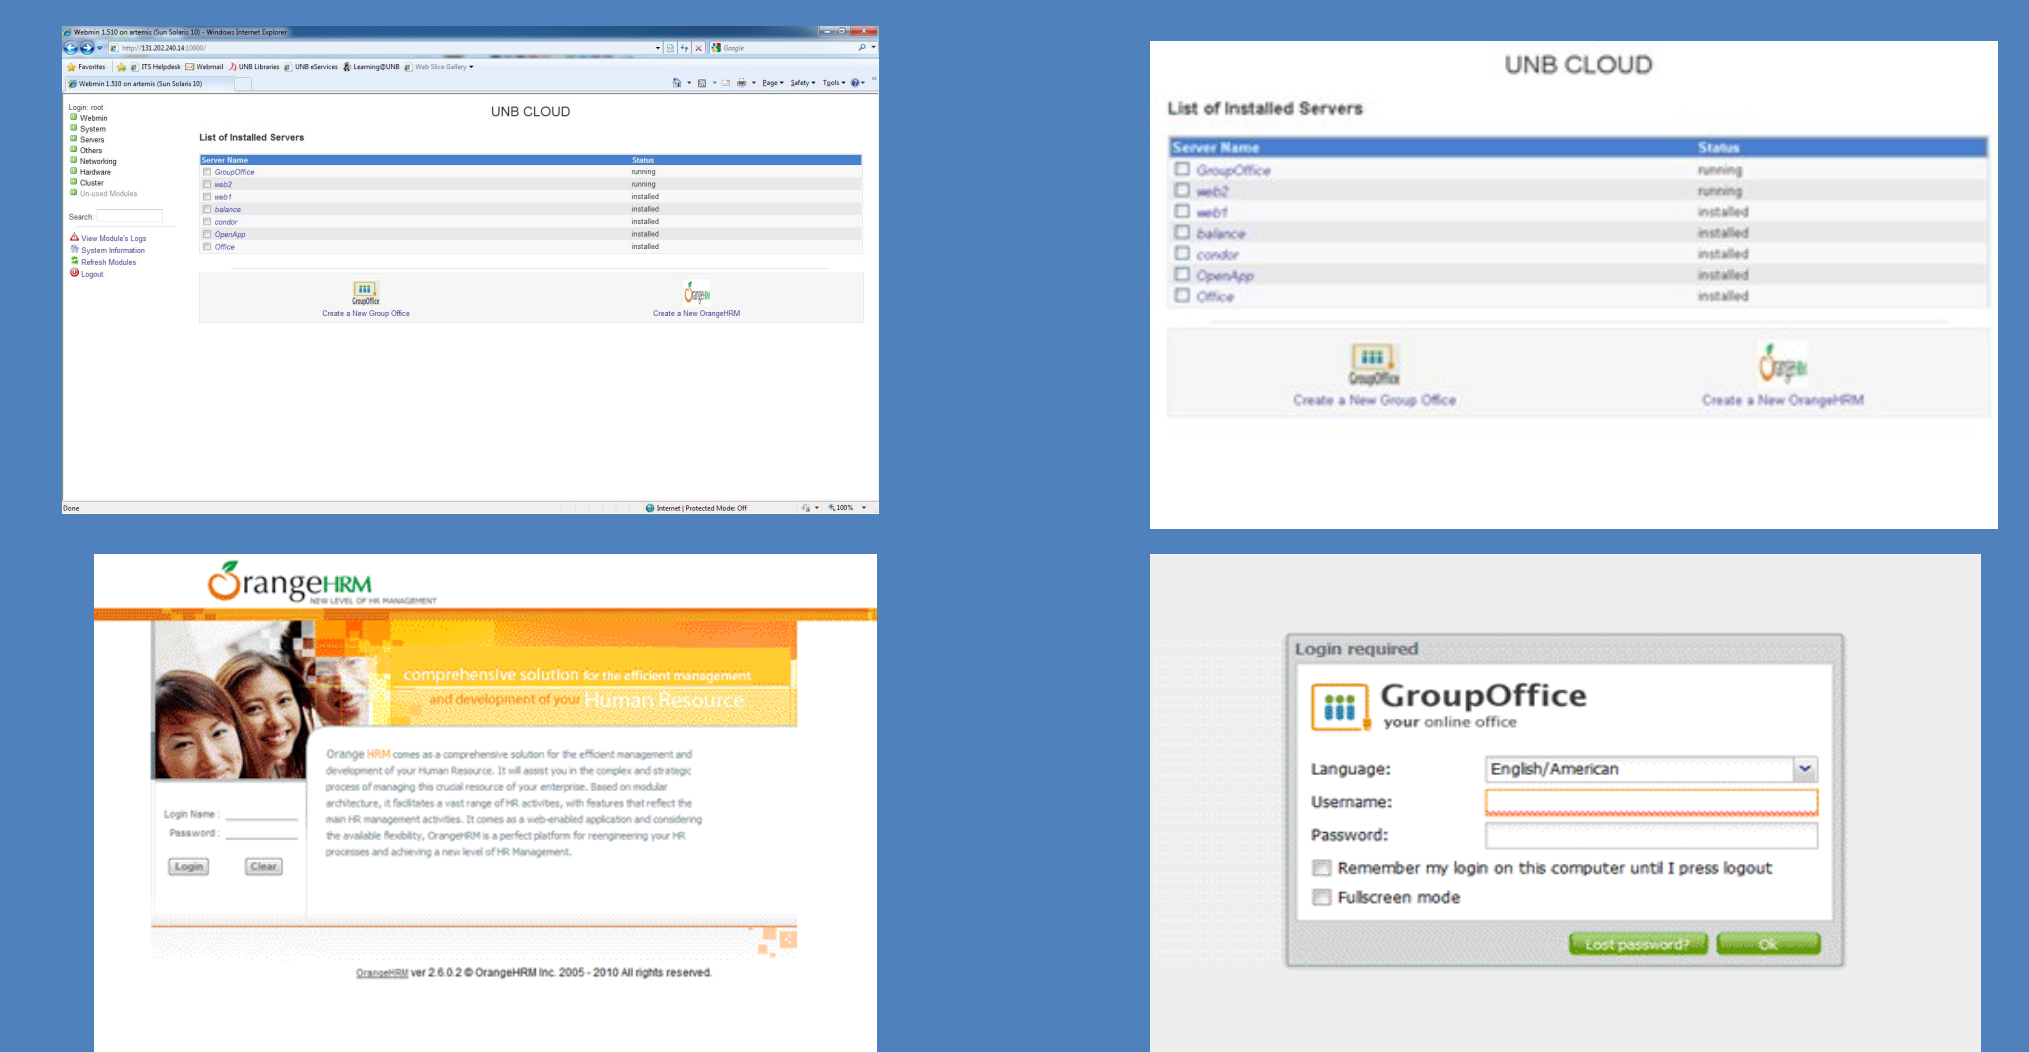 Webmin 1.510 on artemis (Sun Solaris 10) - Windows Internet Explorer
http://131.202.240.14:10000/
Google
Favorites ITS Helpdesk Webmail UNB Libraries UNB eServices Learning@UNB Web Slice Gallery
Webmin 1.510 on artemis (Sun Solaris 10)
Page Safety Tools
Login: root
Webmin
System
Servers
Others
Networking
Hardware
Cluster
Un-used Modules
Search:
View Module's Logs
System Information
Refresh Modules
Logout
UNB CLOUD
List of Installed Servers
Server Name Status
GroupOffice running
web2 running
web1 installed
balance installed
condor installed
OpenApp installed
Office installed
GroupOffice OrangeHRM
Create a New Group Office Create a New OrangeHRM
Done Internet | Protected Mode: Off 100%
UNB CLOUD
List of Installed Servers
Server Name Status
GroupOffice running
web2 running
web1 installed
balance installed
condor installed
OpenApp installed
Office installed
GroupOffice OrangeHRM
Create a New Group Office Create a New OrangeHRM
OrangeHRM
NEW LEVEL OF HR MANAGEMENT
comprehensive solution for the efficient management
and development of your Human Resource
Orange HRM comes as a comprehensive solution for the efficient management and
development of your Human Resource. It will assist you in the complex and strategic
process of managing this crucial resource of your enterprise. Based on modular
architecture, it facilitates a vast range of HR activities, with features that reflect the
main HR management activities. It comes as a web-enabled application and considering
the available flexibility, OrangeHRM is a perfect platform for reengineering your HR
processes and achieving a new level of HR Management.
Login Name :
Password :
Login Clear
OrangeHRM ver 2.6.0.2 © OrangeHRM Inc. 2005 - 2010 All rights reserved.
Login required
GroupOffice
your online office
Language: English/American
Username:
Password:
Remember my login on this computer until I press logout
Fullscreen mode
Lost password? Ok